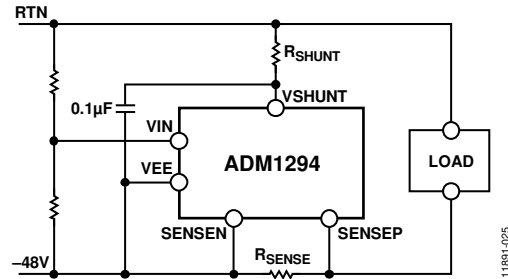 RTN
RSHUNT
0.1µF
VSHUNT
VIN
VEE
ADM1294
LOAD
SENSEN
RSENSE
SENSEP
−48V
11891-025